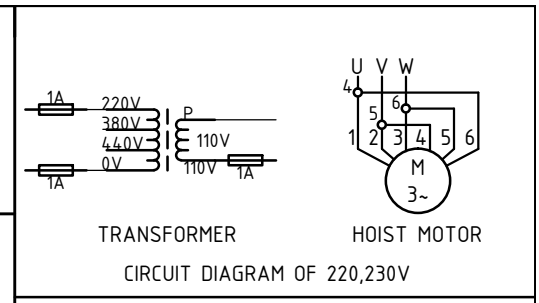 U V W
4
1A 220V P 6
380V 5
440V 110V 1 2 3 4 5 6
0V 110V M
1A 1A 3~
TRANSFORMER HOIST MOTOR
CIRCUIT DIAGRAM OF 220,230V